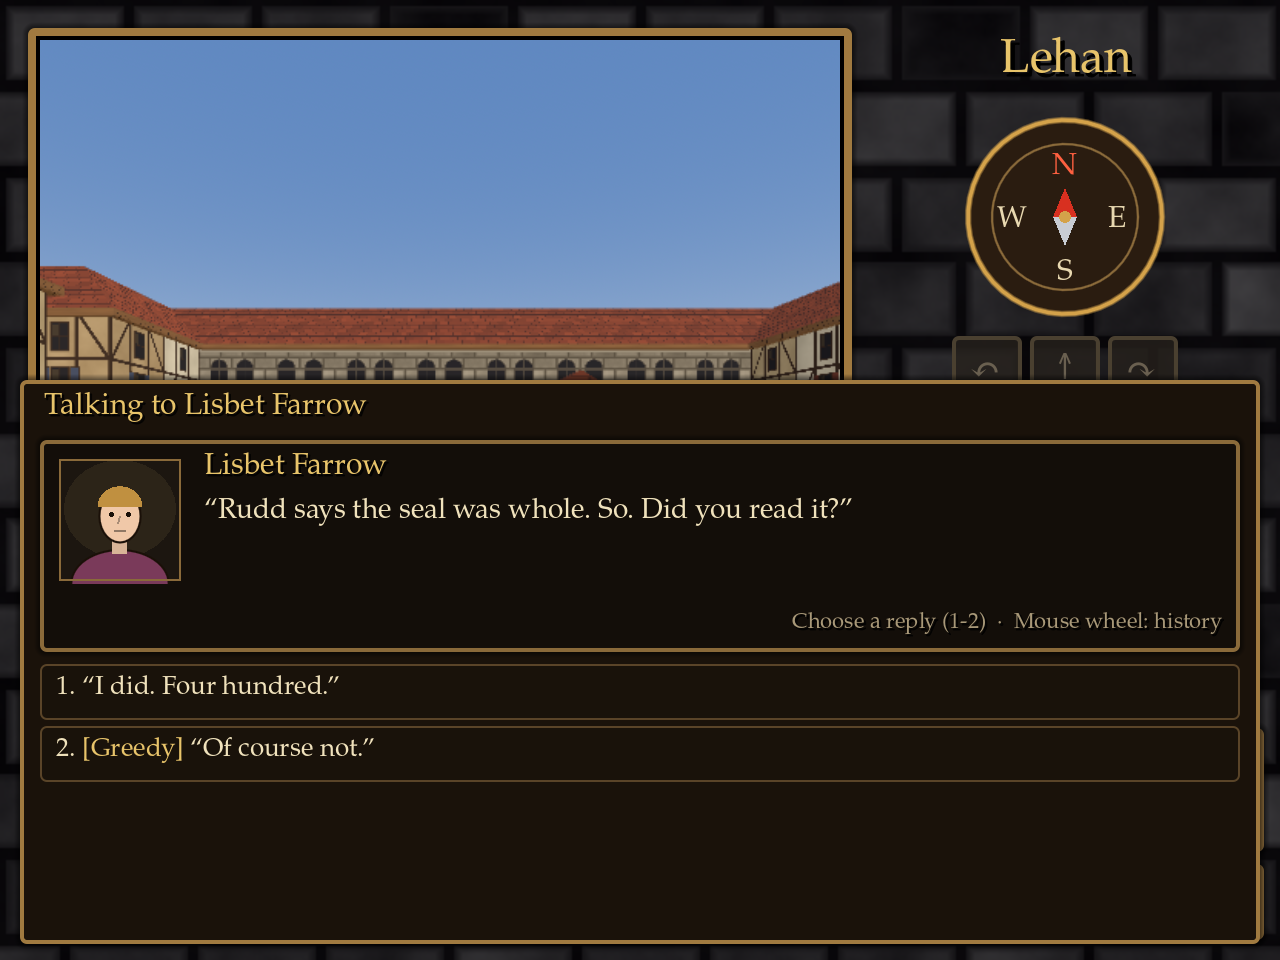 Lehan
N
W
E
S
Talking to Lisbet Farrow
Lisbet Farrow
“Rudd says the seal was whole. So. Did you read it?”
Choose a reply (1-2) · Mouse wheel: history
1. “I did. Four hundred.”
2. [Greedy] “Of course not.”